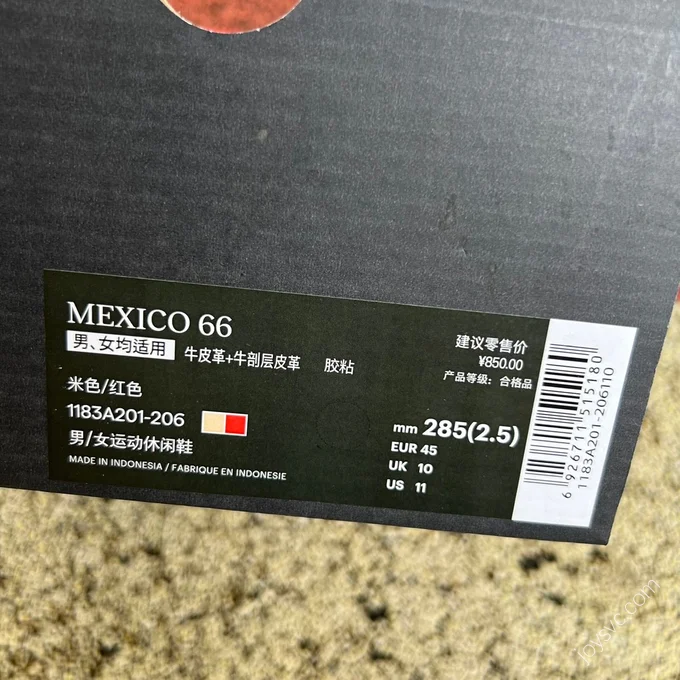 MEXICO 66
男、女均适用 牛皮革+牛剖层皮革 胶粘
米色/红色
1183A201-206
男/女运动休闲鞋
MADE IN INDONESIA / FABRIQUE EN INDONESIE
建议零售价
¥850.00
产品等级：合格品
mm 285(2.5)
EUR 45
UK 10
US 11
6 926711 515180
1183A201-206110
joysvc.com